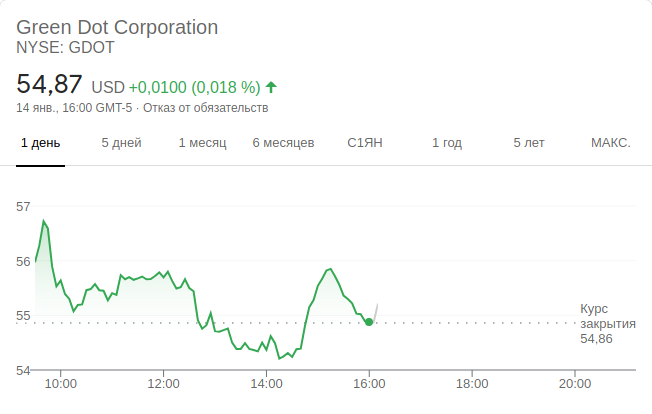 Green Dot Corporation
NYSE: GDOT
54,87 USD +0,0100 (0,018 %)
14 янв., 16:00 GMT-5 · Отказ от обязательств
1 день 5 дней 1 месяц 6 месяцев С1ЯН 1 год 5 лет МАКС.
57
56
55
54
Курс
закрытия
54,86
10:00 12:00 14:00 16:00 18:00 20:00